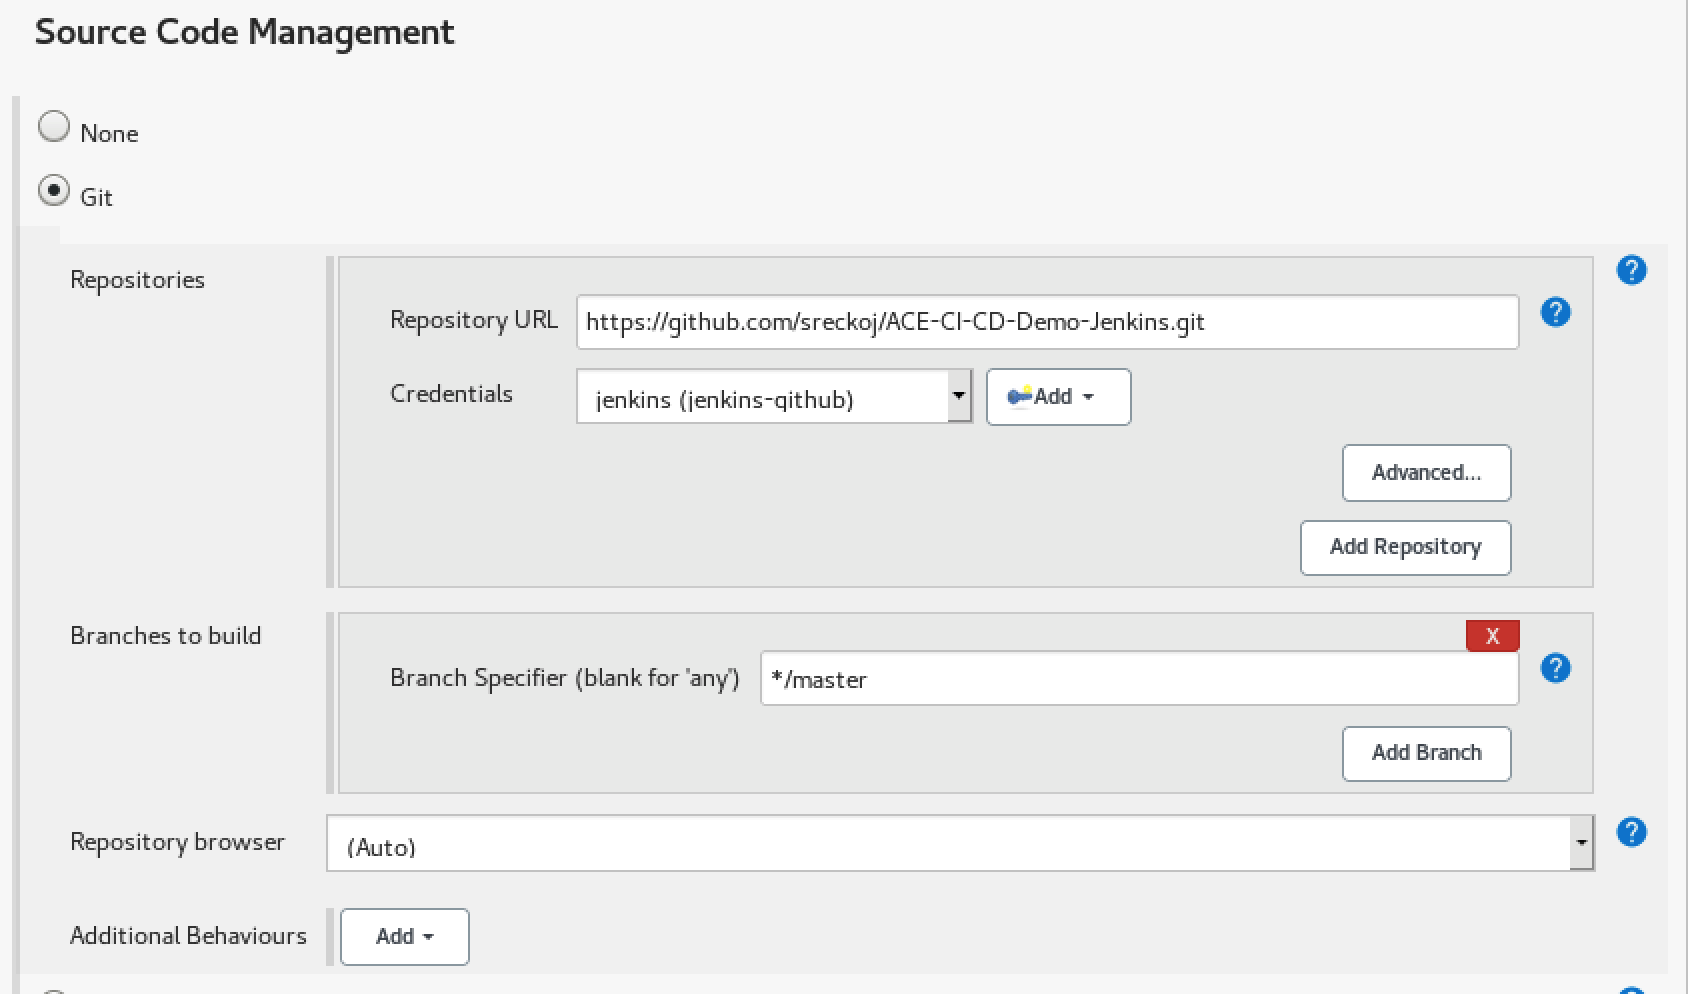 Source Code Management
None
Git
Repositories
?
Repository URL https://github.com/sreckoj/ACE-CI-CD-Demo-Jenkins.git ?
Credentials jenkins (jenkins-github) Add
Advanced...
Add Repository
Branches to build
X
Branch Specifier (blank for 'any') */master ?
Add Branch
Repository browser (Auto) ?
Additional Behaviours Add